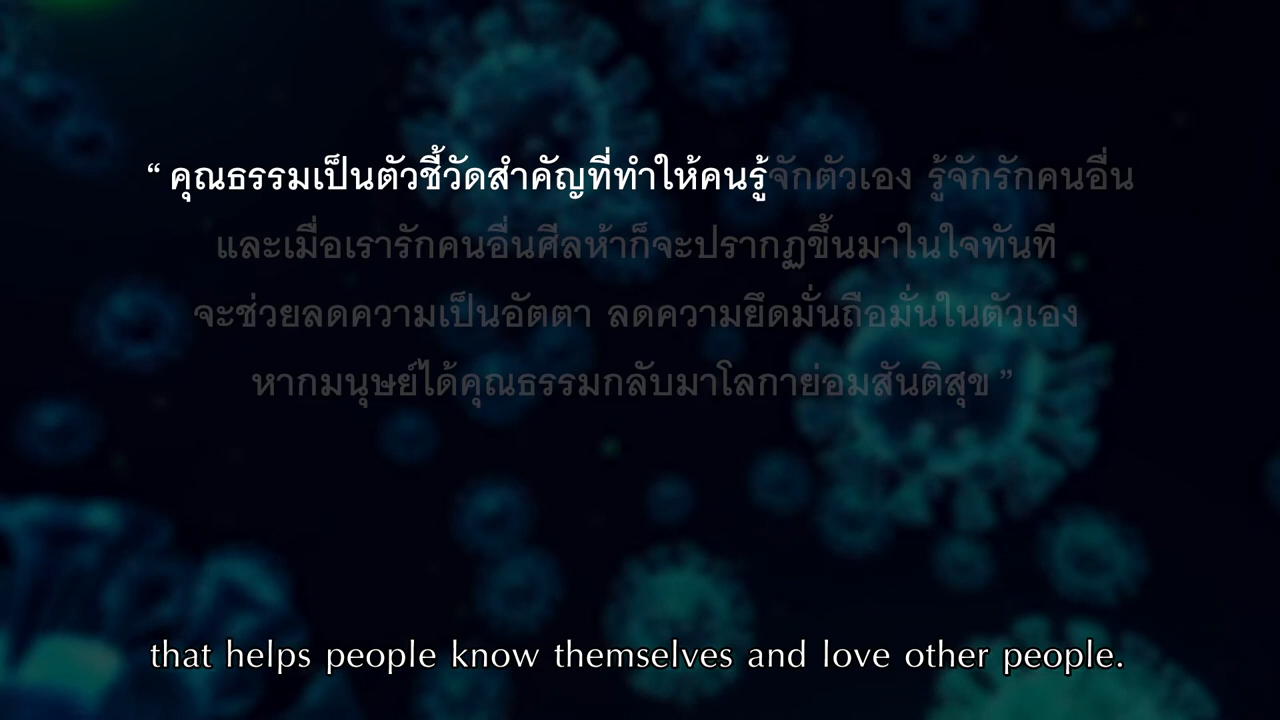 “ คุณธรรมเป็นตัวชี้วัดสำคัญที่ทำให้คนรู้จักตัวเอง รู้จักรักคนอื่น
และเมื่อเรารักคนอื่นศีลห้าก็จะปรากฏขึ้นมาในใจทันที
จะช่วยลดความเป็นอัตตา ลดความยึดมั่นถือมั่นในตัวเอง
หากมนุษย์ได้คุณธรรมกลับมาโลกาย่อมสันติสุข ”
that helps people know themselves and love other people.